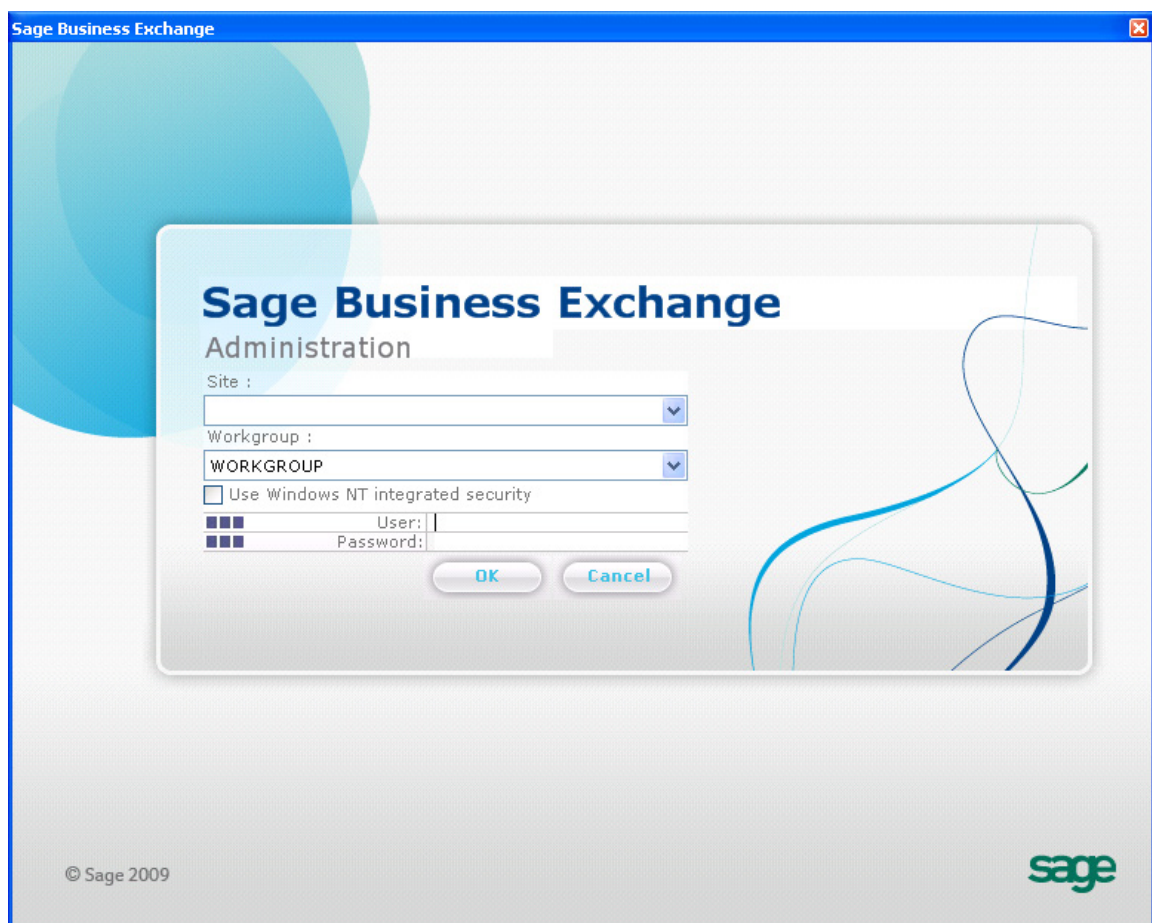 Sage Business Exchange
Sage Business Exchange
Administration
Site :
Workgroup :
WORKGROUP
Use Windows NT integrated security
User:
Password:
OK Cancel
© Sage 2009
sage